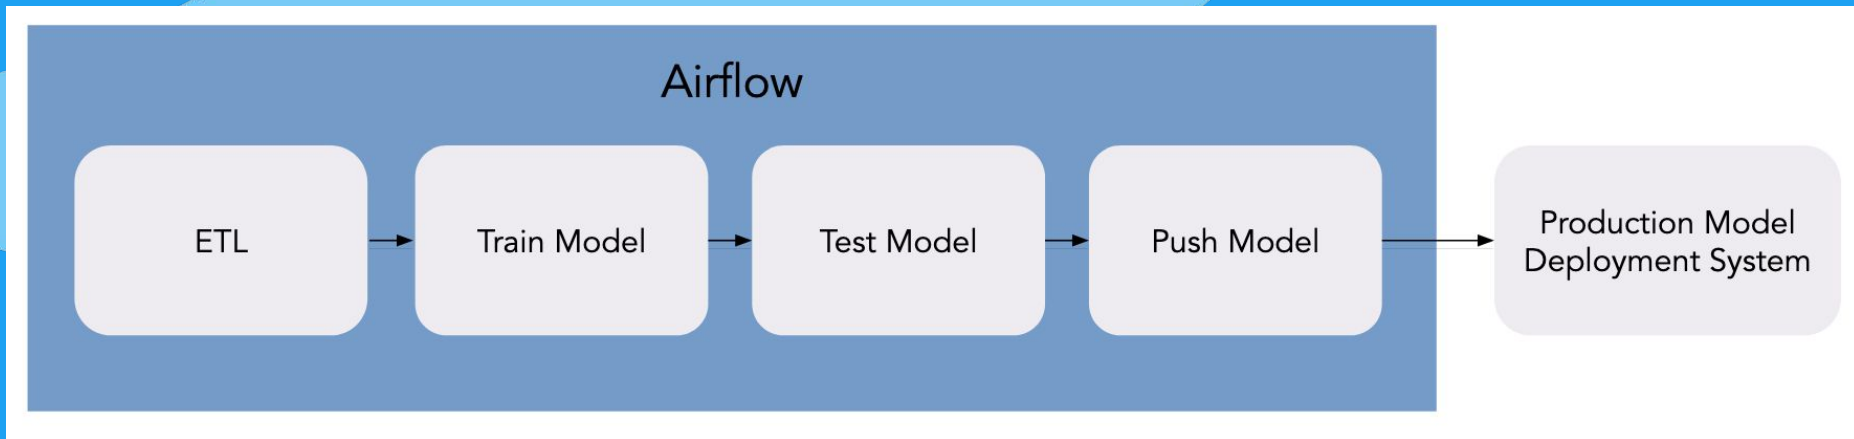 Airflow
ETL
Train Model
Test Model
Push Model
Production Model
Deployment System